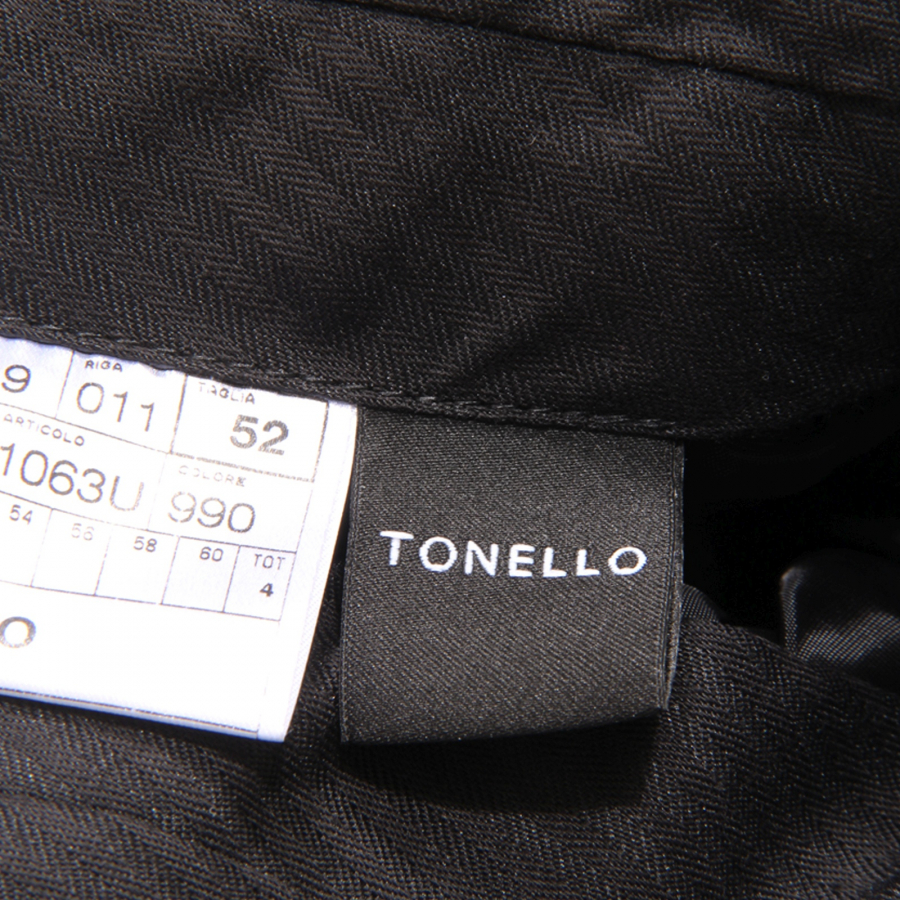 9 RIGA 011 TAGLIA 52
ARTICOLO 1063U COLORE 990
54 56 58 60 TOT
4
O
TONELLO